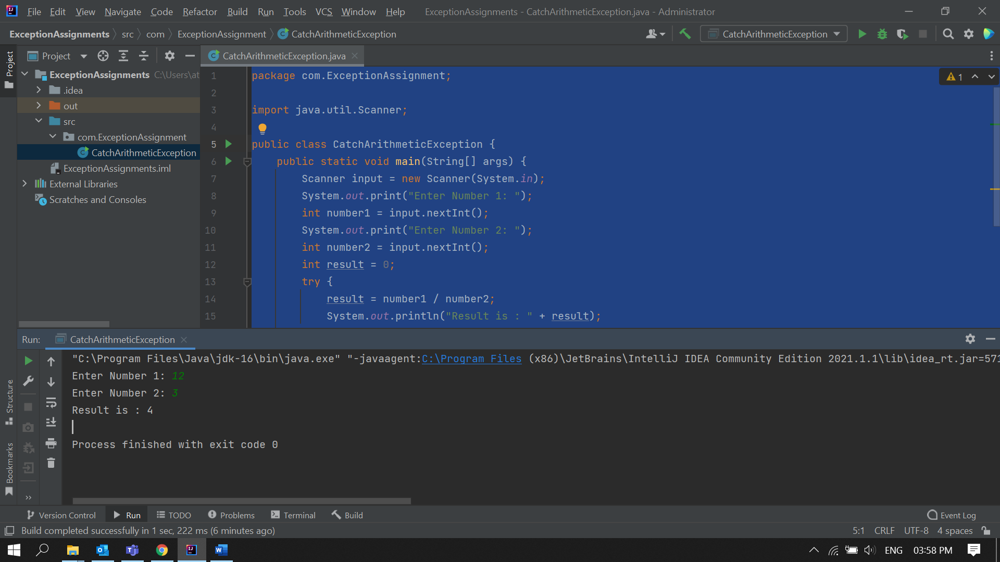 File Edit View Navigate Code Refactor Build Run Tools VCS Window Help ExceptionAssignments - CatchArithmeticException.java - Administrator
ExceptionAssignments src com ExceptionAssignment CatchArithmeticException CatchArithmeticException
Project
Project CatchArithmeticException.java
ExceptionAssignments C:\Users\at
.idea
out
src
com.ExceptionAssignment
CatchArithmeticException
ExceptionAssignments.iml
External Libraries
Scratches and Consoles
1 package com.ExceptionAssignment; 1
2
3 import java.util.Scanner;
4
5 public class CatchArithmeticException {
6 public static void main(String[] args) {
7 Scanner input = new Scanner(System.in);
8 System.out.print("Enter Number 1: ");
9 int number1 = input.nextInt();
10 System.out.print("Enter Number 2: ");
11 int number2 = input.nextInt();
12 int result = 0;
13 try {
14 result = number1 / number2;
15 System.out.println("Result is : " + result);
Run: CatchArithmeticException
"C:\Program Files\Java\jdk-16\bin\java.exe" "-javaagent:C:\Program Files (x86)\JetBrains\IntelliJ IDEA Community Edition 2021.1.1\lib\idea_rt.jar=571
Enter Number 1: 12
Enter Number 2: 3
Result is : 4
Process finished with exit code 0
Structure
Bookmarks
Version Control Run TODO Problems Terminal Build Event Log
Build completed successfully in 1 sec, 222 ms (6 minutes ago) 5:1 CRLF UTF-8 4 spaces
ENG 03:58 PM